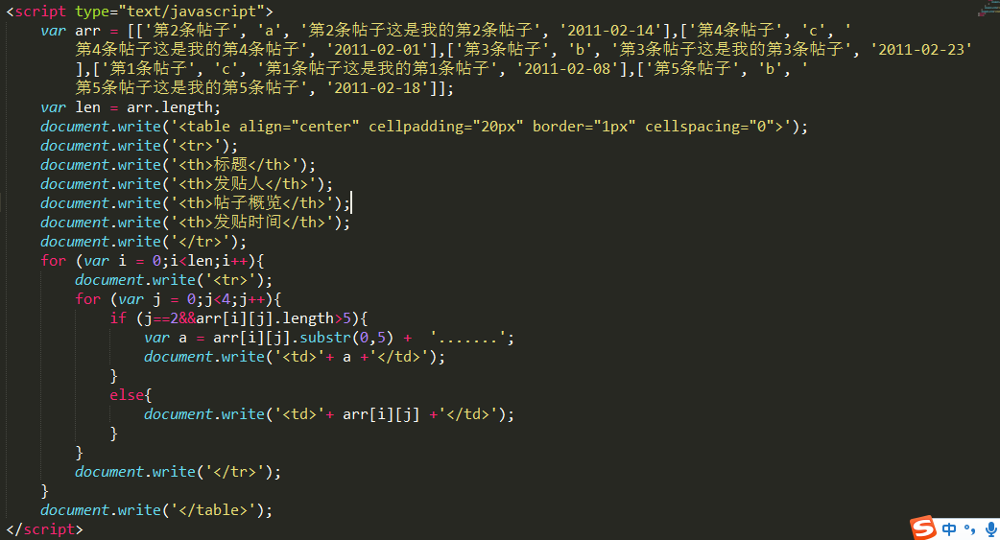 <script type="text/javascript">
var arr = [['第2条帖子', 'a', '第2条帖子这是我的第2条帖子', '2011-02-14'],['第4条帖子', 'c', '
第4条帖子这是我的第4条帖子', '2011-02-01'],['第3条帖子', 'b', '第3条帖子这是我的第3条帖子', '2011-02-23'
],['第1条帖子', 'c', '第1条帖子这是我的第1条帖子', '2011-02-08'],['第5条帖子', 'b', '
第5条帖子这是我的第5条帖子', '2011-02-18']];
var len = arr.length;
document.write('<table align="center" cellpadding="20px" border="1px" cellspacing="0">');
document.write('<tr>');
document.write('<th>标题</th>');
document.write('<th>发贴人</th>');
document.write('<th>帖子概览</th>');
document.write('<th>发贴时间</th>');
document.write('</tr>');
for (var i = 0;i<len;i++){
document.write('<tr>');
for (var j = 0;j<4;j++){
if (j==2&&arr[i][j].length>5){
var a = arr[i][j].substr(0,5) +  '.......';
document.write('<td>'+ a +'</td>');
}
else{
document.write('<td>'+ arr[i][j] +'</td>');
}
}
document.write('</tr>');
}
document.write('</table>');
</script>
S 中 °,